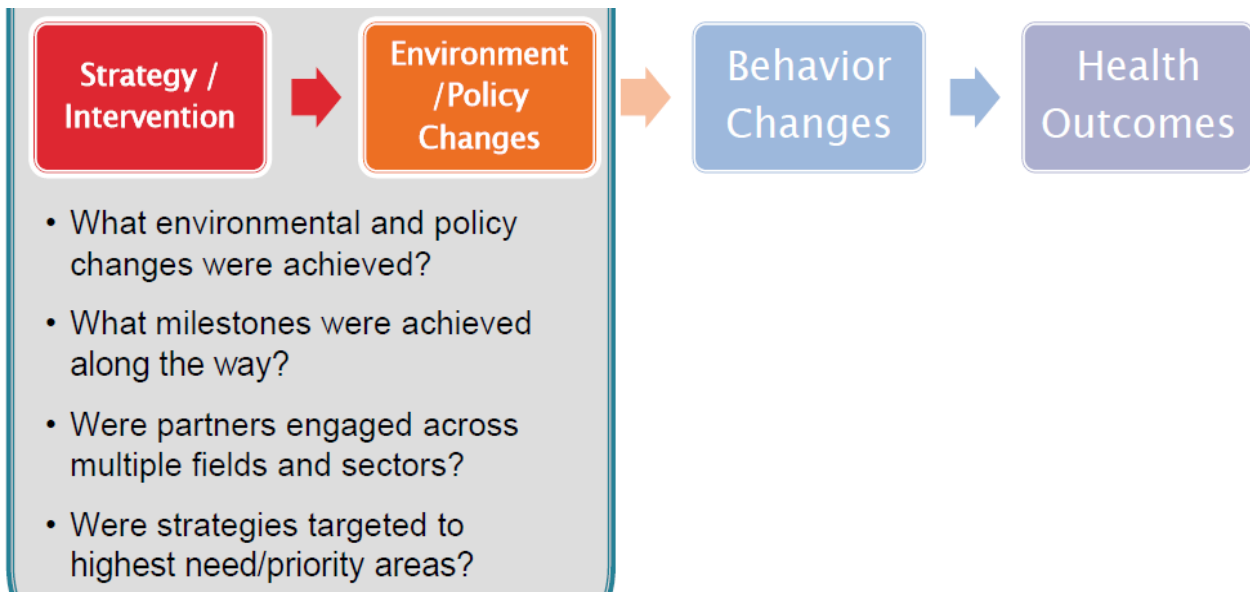 Strategy /
Intervention
Environment
/Policy
Changes
Behavior
Changes
Health
Outcomes
• What environmental and policy
changes were achieved?
• What milestones were achieved
along the way?
• Were partners engaged across
multiple fields and sectors?
• Were strategies targeted to
highest need/priority areas?